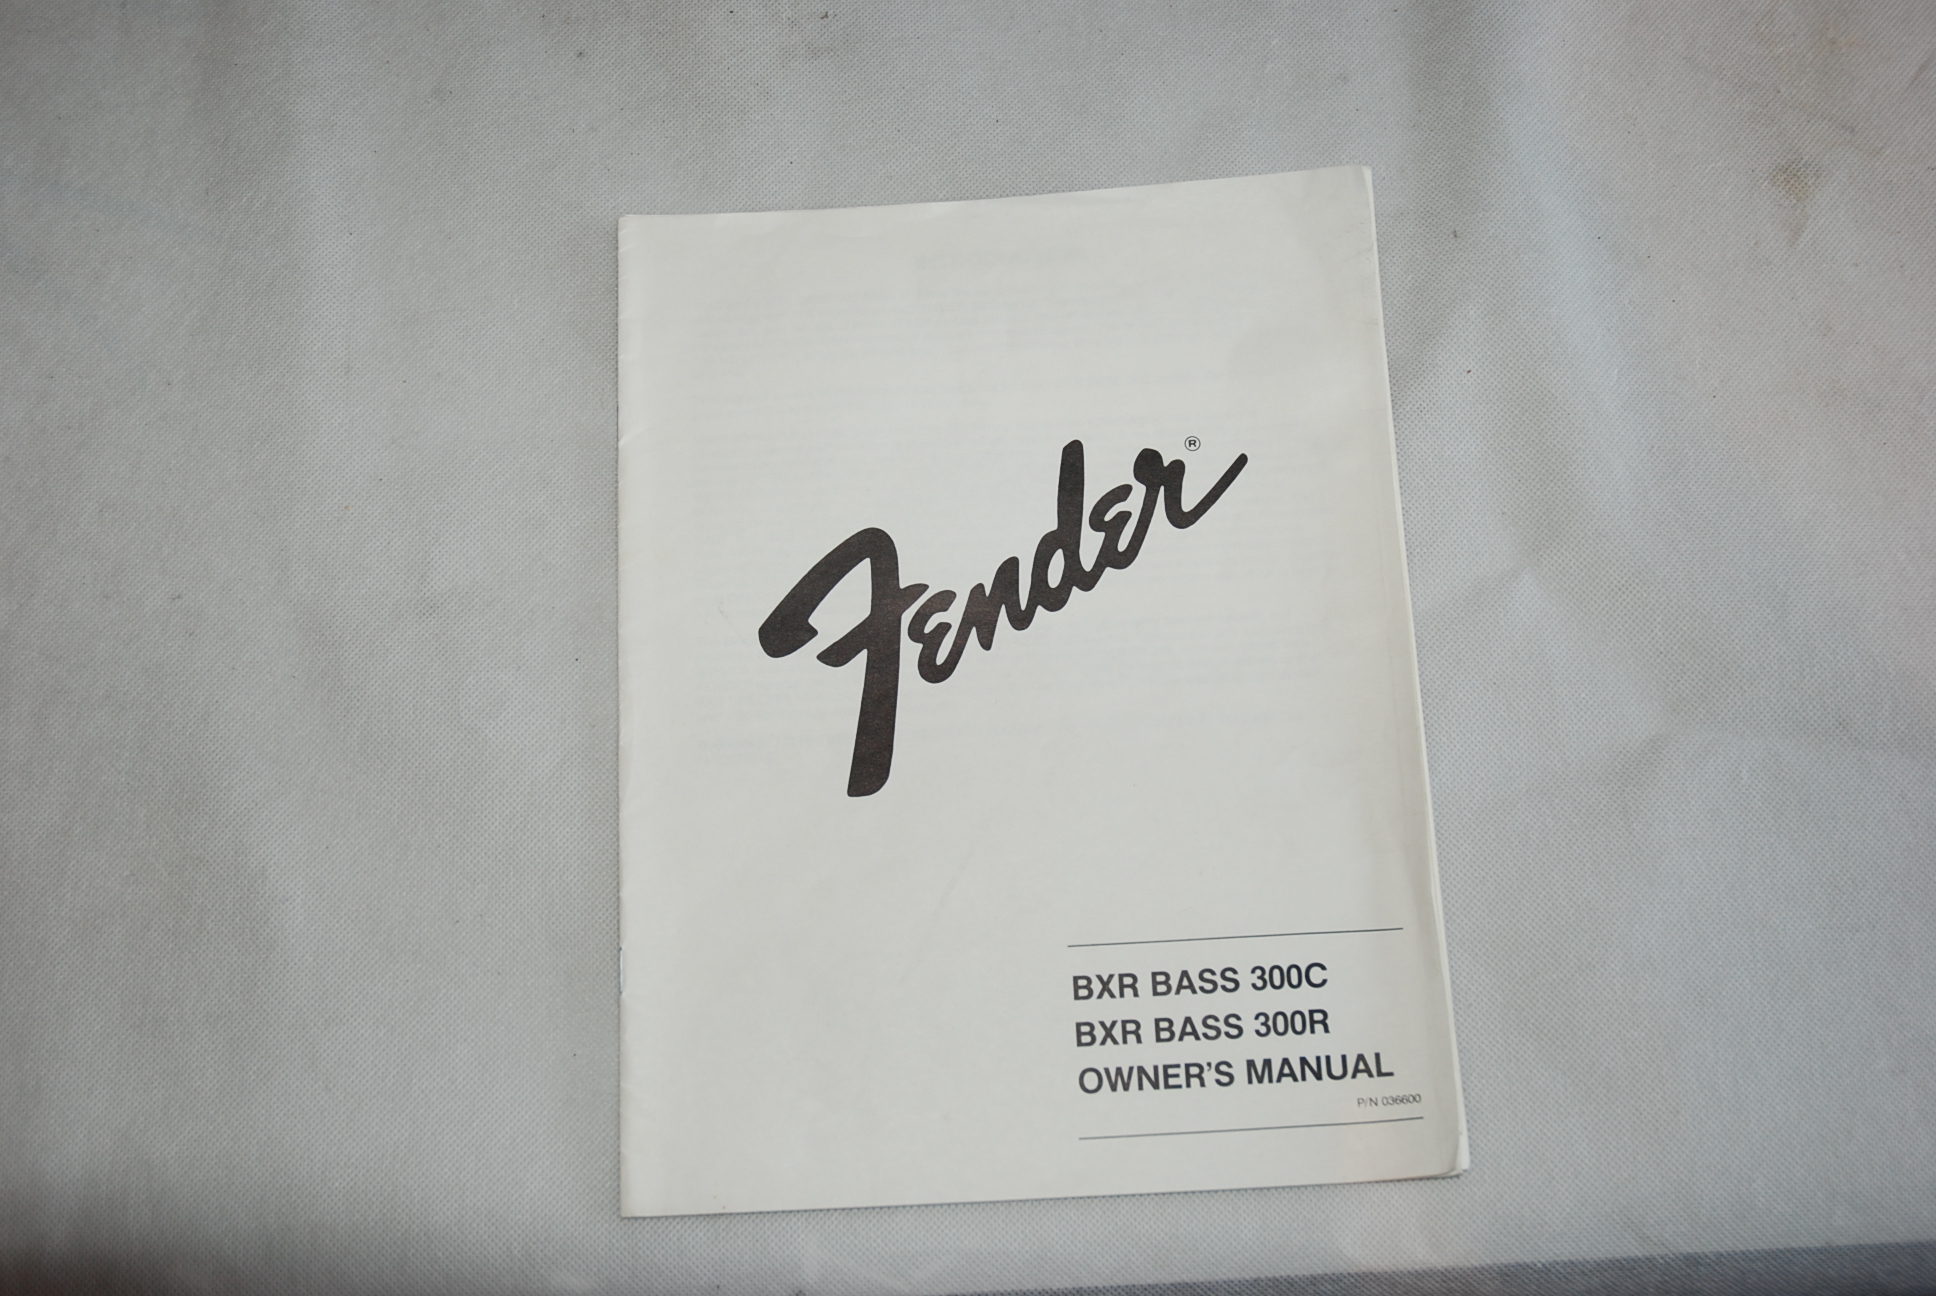 Fender®
BXR BASS 300C
BXR BASS 300R
OWNER'S MANUAL
P/N 036600